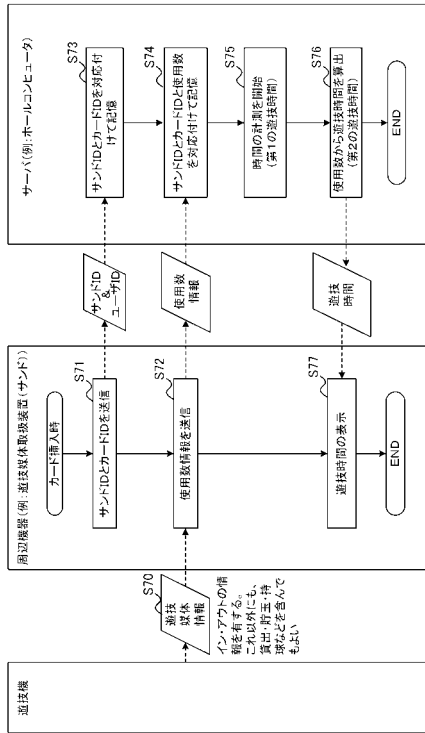 遊技機
S70
遊技
媒体
情報
イン・アウトの情
報を有する。
これ以外にも、
貸出・貯玉・持
球などを含んで
もよい
周辺機器(例:遊技媒体取扱装置(サンド))
カード挿入時
S71
サンドIDとカードIDを送信
S72
使用数情報を送信
S77
遊技時間の表示
END
サンドID
&
ユーザID
使用数
情報
遊技
時間
サーバ(例:ホールコンピュータ)
S73
サンドIDとカードIDを対応付
けて記憶
S74
サンドIDとカードIDと使用数
を対応付けて記憶
S75
時間の計測を開始
(第1の遊技時間)
S76
使用数から遊技時間を算出
(第2の遊技時間)
END